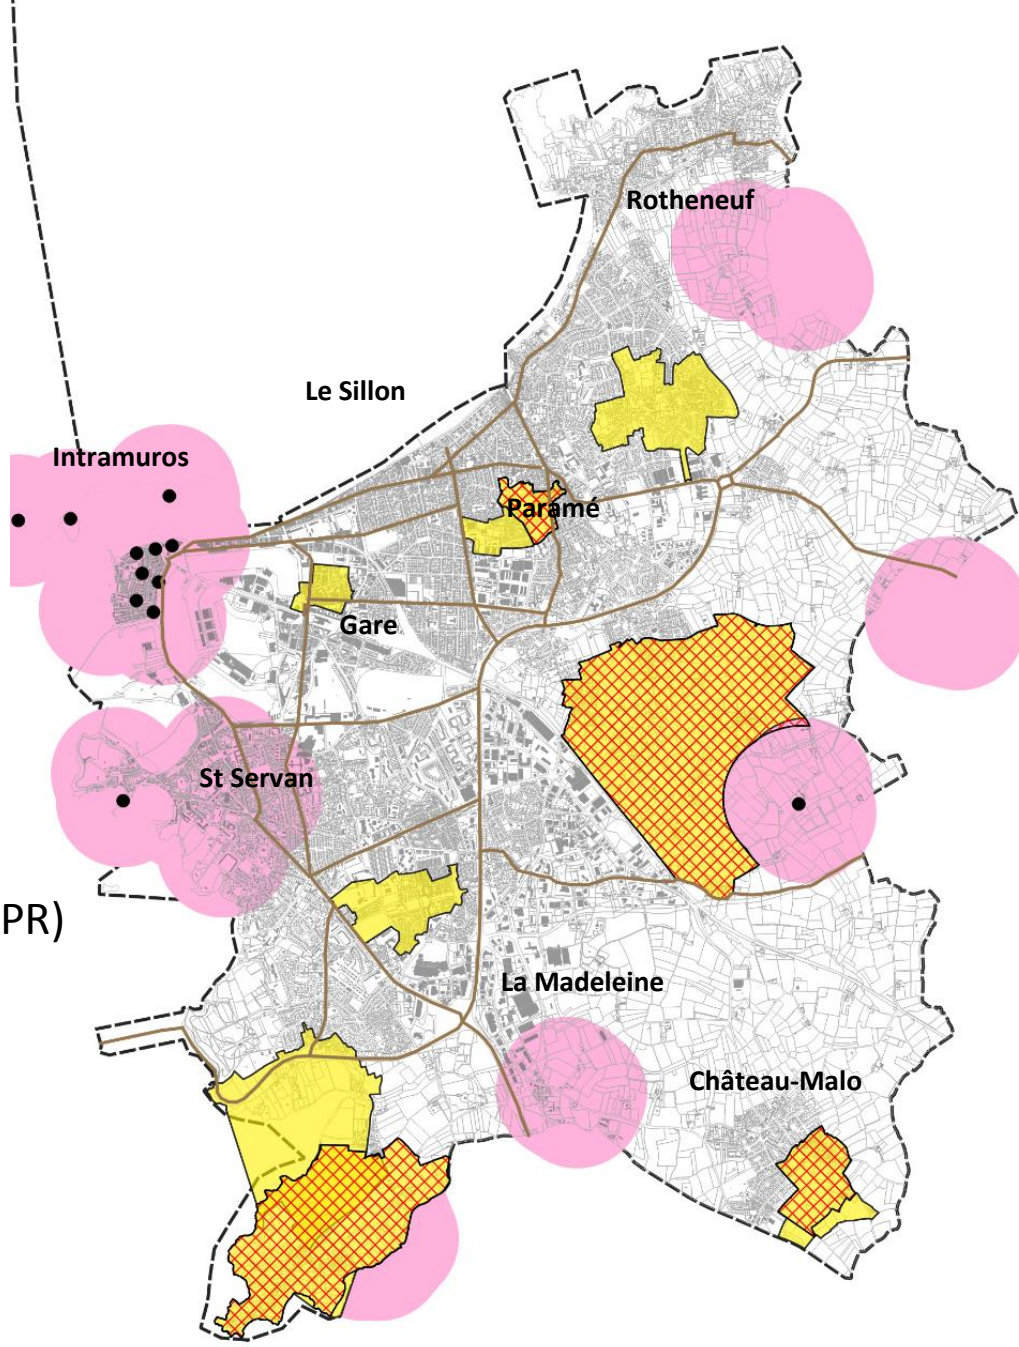 Rotheneuf
Le Sillon
Intramuros
Paramé
Gare
St Servan
PR)
La Madeleine
Château-Malo